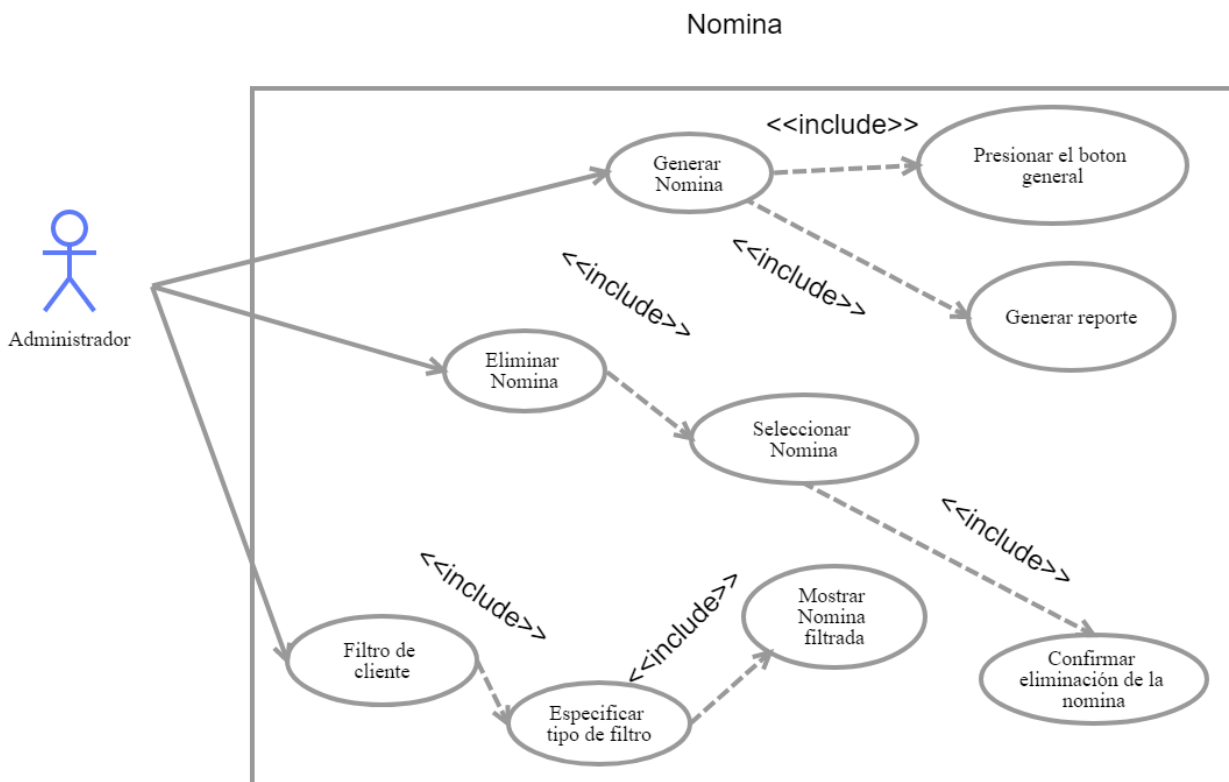 Nomina
<<include>>
Generar
Nomina
Presionar el boton
general
<<include>>
<<include>>
Generar reporte
Administrador
Eliminar
Nomina
Seleccionar
Nomina
<<include>>
<<include>>
<<include>>
Mostrar
Nomina
filtrada
Filtro de
cliente
Confirmar
eliminación de la
nomina
Especificar
tipo de filtro